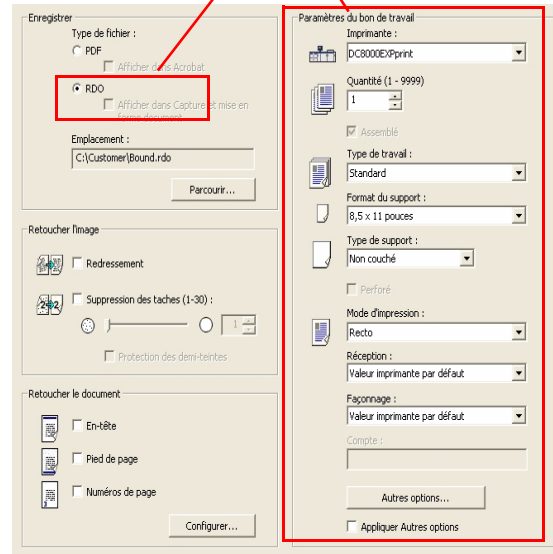 Enregistrer
Type de fichier :
PDF
Afficher dans Acrobat
RDO
Afficher dans Capture et mise en
forme document
Emplacement :
C:\Customer\Bound.rdo
Parcourir...
Retoucher l'image
Redressement
Suppression des taches (1-30) :
1
Protection des demi-teintes
Retoucher le document
En-tête
Pied de page
Numéros de page
Configurer...
Paramètres du bon de travail
Imprimante :
DC8000EXPprint
Quantité (1 - 9999)
1
Assemblé
Type de travail :
Standard
Format du support :
8,5 x 11 pouces
Type de support :
Non couché
Perforé
Mode d'impression :
Recto
Réception :
Valeur imprimante par défaut
Façonnage :
Valeur imprimante par défaut
Compte :
Autres options...
Appliquer Autres options